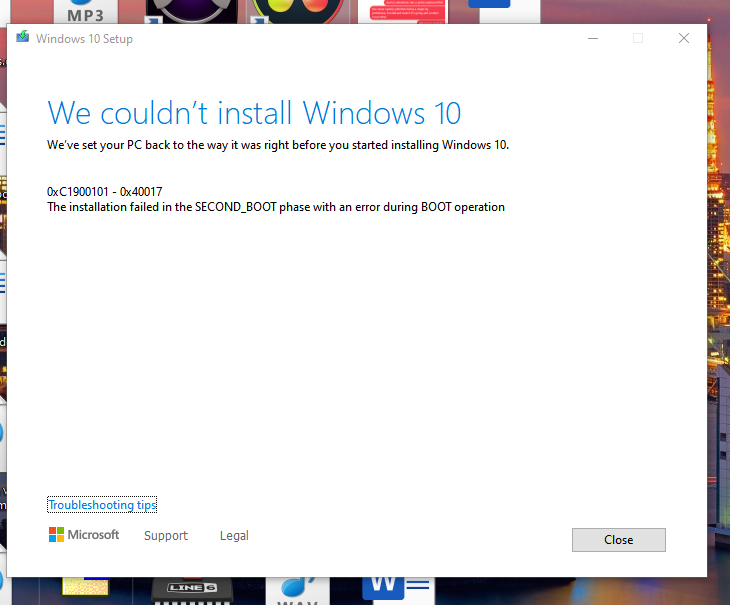 MP3
Windows 10 Setup
We couldn't install Windows 10
We've set your PC back to the way it was right before you started installing Windows 10.
0xC1900101 - 0x40017
The installation failed in the SECOND_BOOT phase with an error during BOOT operation
Troubleshooting tips
Microsoft
Support
Legal
Close
LINE 6
WAV
W